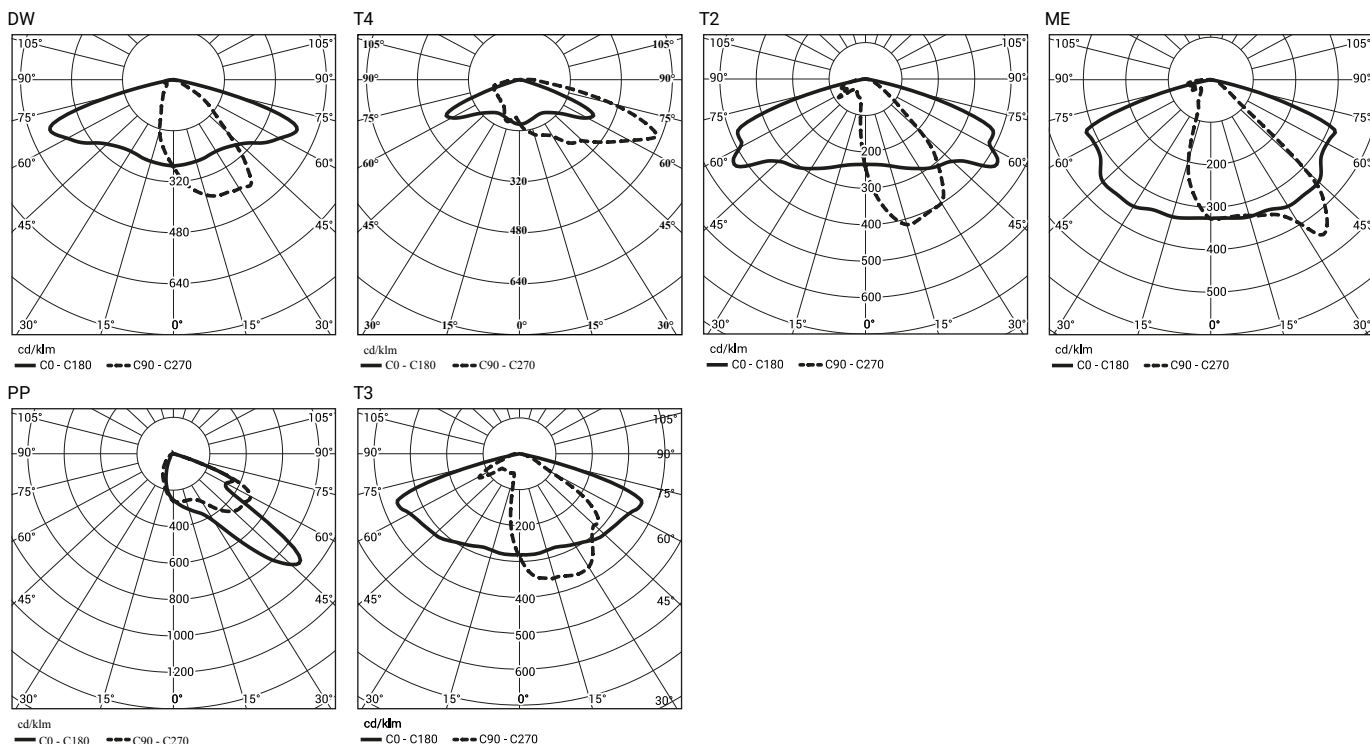 DW T4 T2 ME
105° 105° 105° 105° 105° 105° 105° 105°
90° 90° 90° 90° 90° 90° 90° 90°
75° 75° 75° 75° 75° 75° 75° 75°
200 200
60° 320 60° 60° 320 60° 60° 300 60° 60° 300 60°
45° 480 45° 45° 480 45° 45° 400 45° 45° 400 45°
500 500
640 640 600
30° 15° 0° 15° 30° 30° 15° 0° 15° 30° 30° 15° 0° 15° 30° 30° 15° 0° 15° 30°
cd/klm cd/klm cd/klm cd/klm
C0 - C180 C90 - C270 C0 - C180 C90 - C270 C0 - C180 C90 - C270 C0 - C180 C90 - C270
PP T3
105° 105° 105° 105°
90° 90° 90° 90°
75° 75° 75° 75°
400 200
60° 60° 60° 60°
600
45° 800 45° 45° 400 45°
1000 500
1200 600
30° 15° 0° 15° 30° 30° 15° 0° 15° 30°
cd/klm cd/klm
C0 - C180 C90 - C270 C0 - C180 C90 - C270